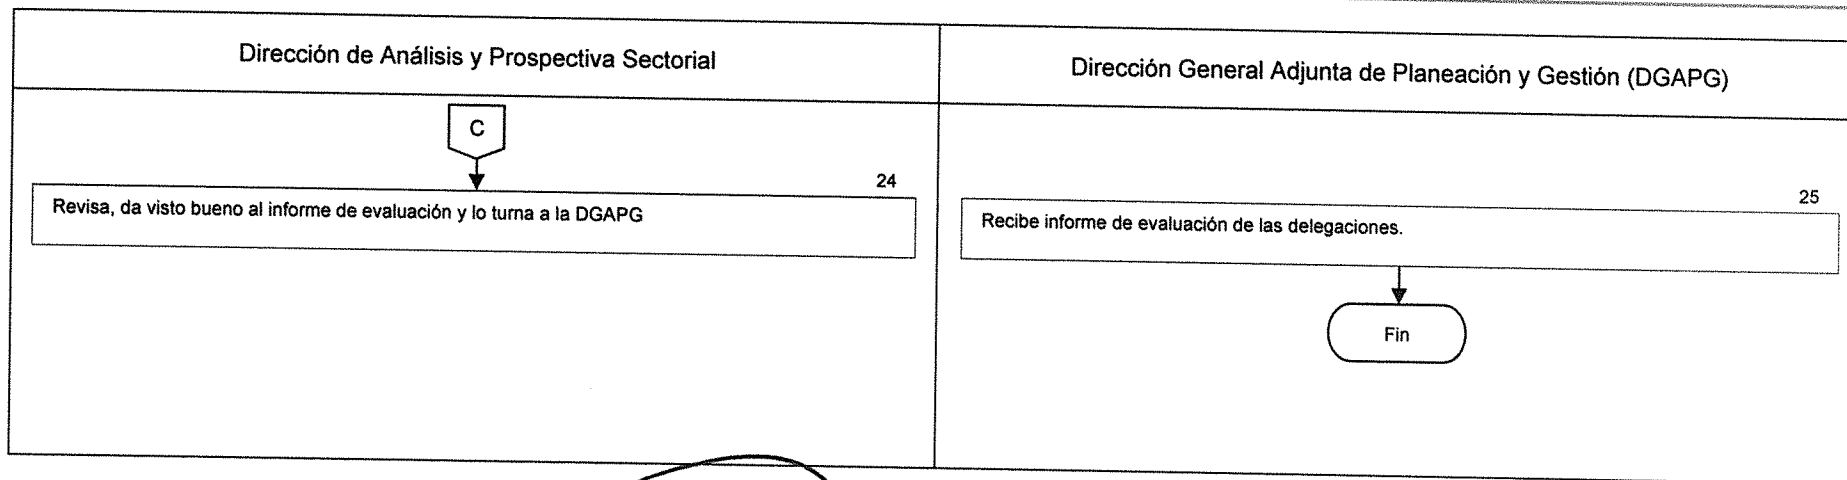 Dirección de Análisis y Prospectiva Sectorial
Dirección General Adjunta de Planeación y Gestión (DGAPG)
C
24
Revisa, da visto bueno al informe de evaluación y lo turna a la DGAPG
25
Recibe informe de evaluación de las delegaciones.
Fin